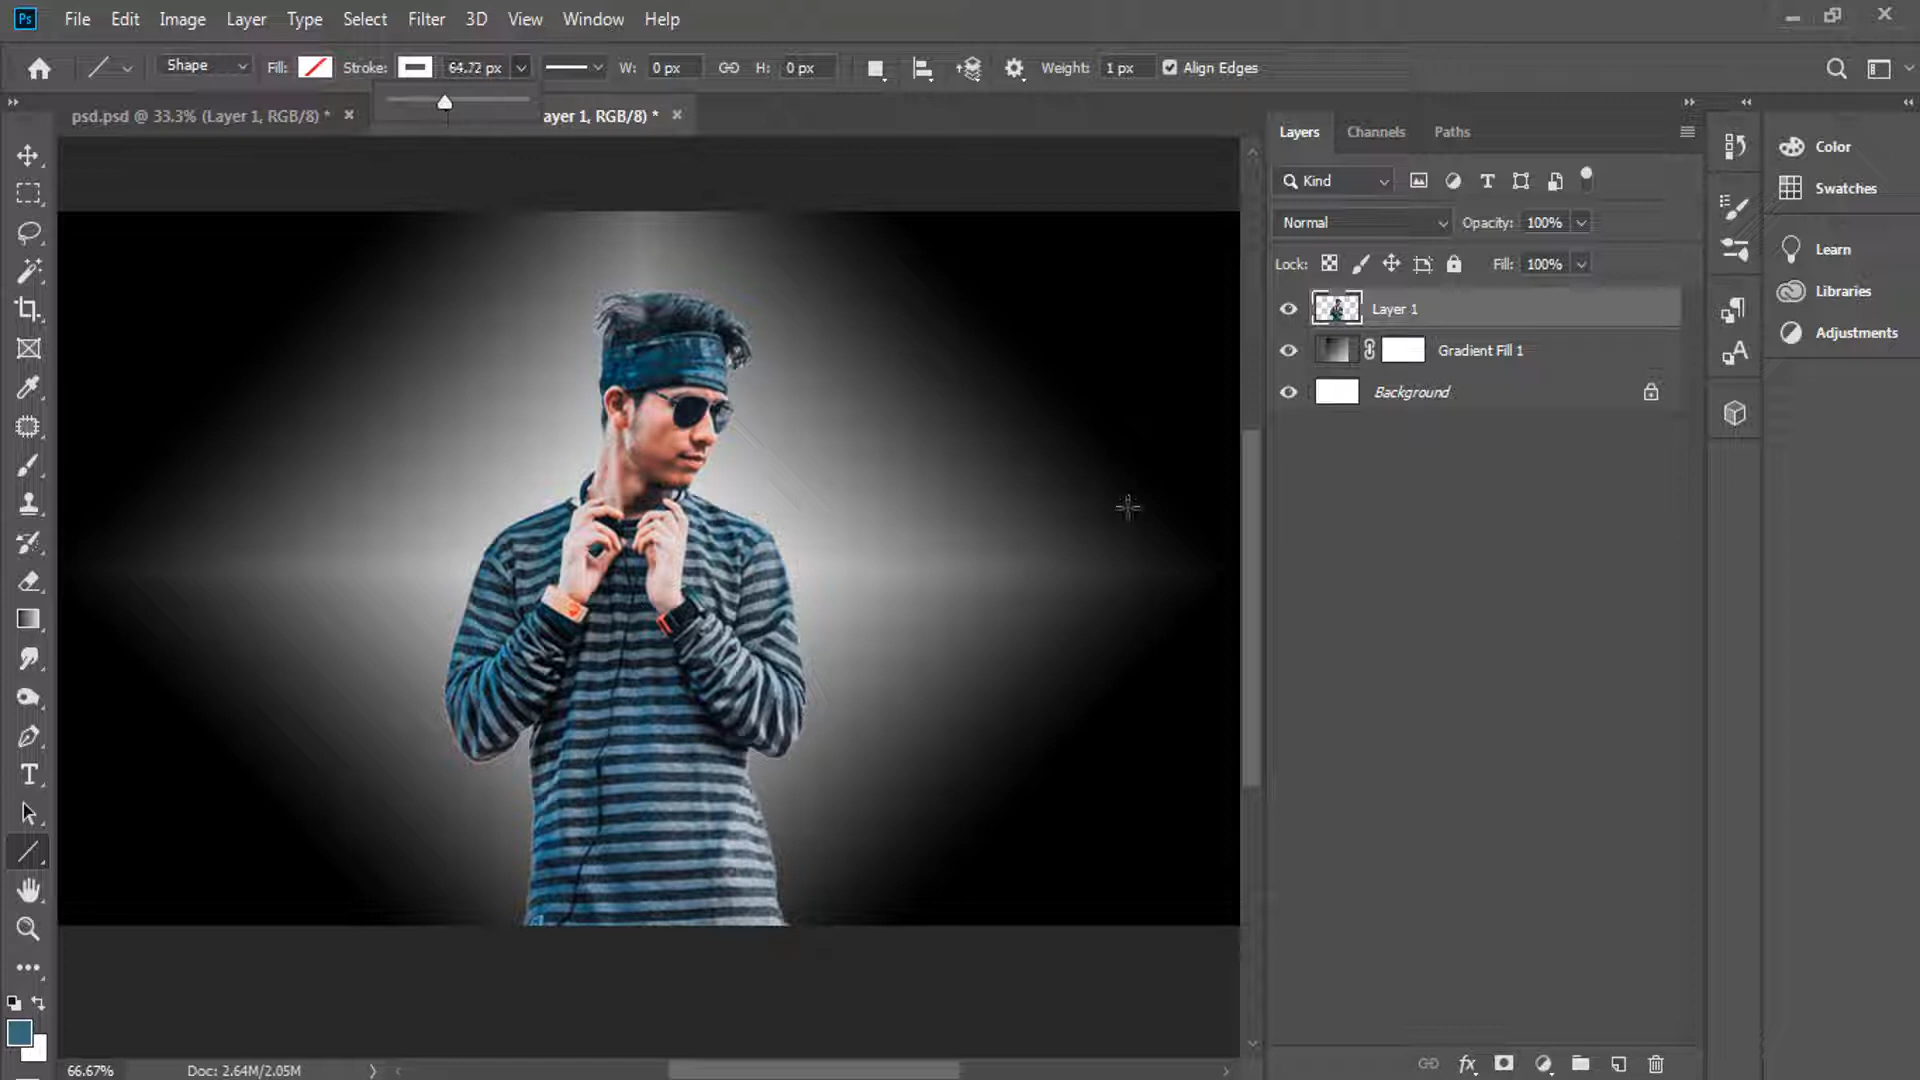 Ps File Edit Image Layer Type Select Filter 3D View Window Help
Shape Fill: Stroke: 64.72 px W: 0 px H: 0 px Weight: 1 px Align Edges
psd.psd @ 33.3% (Layer 1, RGB/8) * ayer 1, RGB/8) *
Layers Channels Paths
Kind
Normal Opacity: 100%
Lock: Fill: 100%
Layer 1
Gradient Fill 1
Background
Color
Swatches
Learn
Libraries
Adjustments
66.67% Doc: 2.64M/2.05M